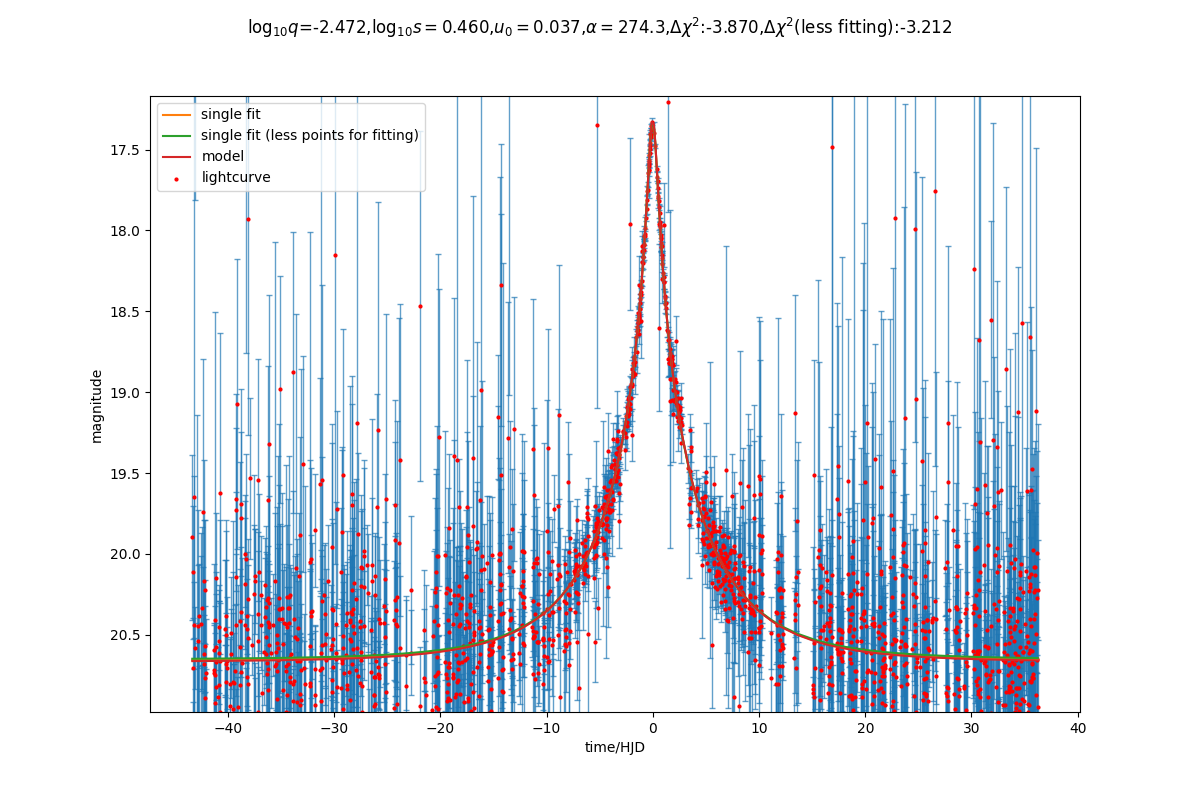 log₁₀q=-2.472,log₁₀s = 0.460,u₀ = 0.037,α = 274.3,Δχ²:-3.870,Δχ²(less fitting):-3.212
single fit
single fit (less points for fitting)
model
lightcurve
magnitude
17.5
18.0
18.5
19.0
19.5
20.0
20.5
−40 −30 −20 −10 0 10 20 30 40
time/HJD